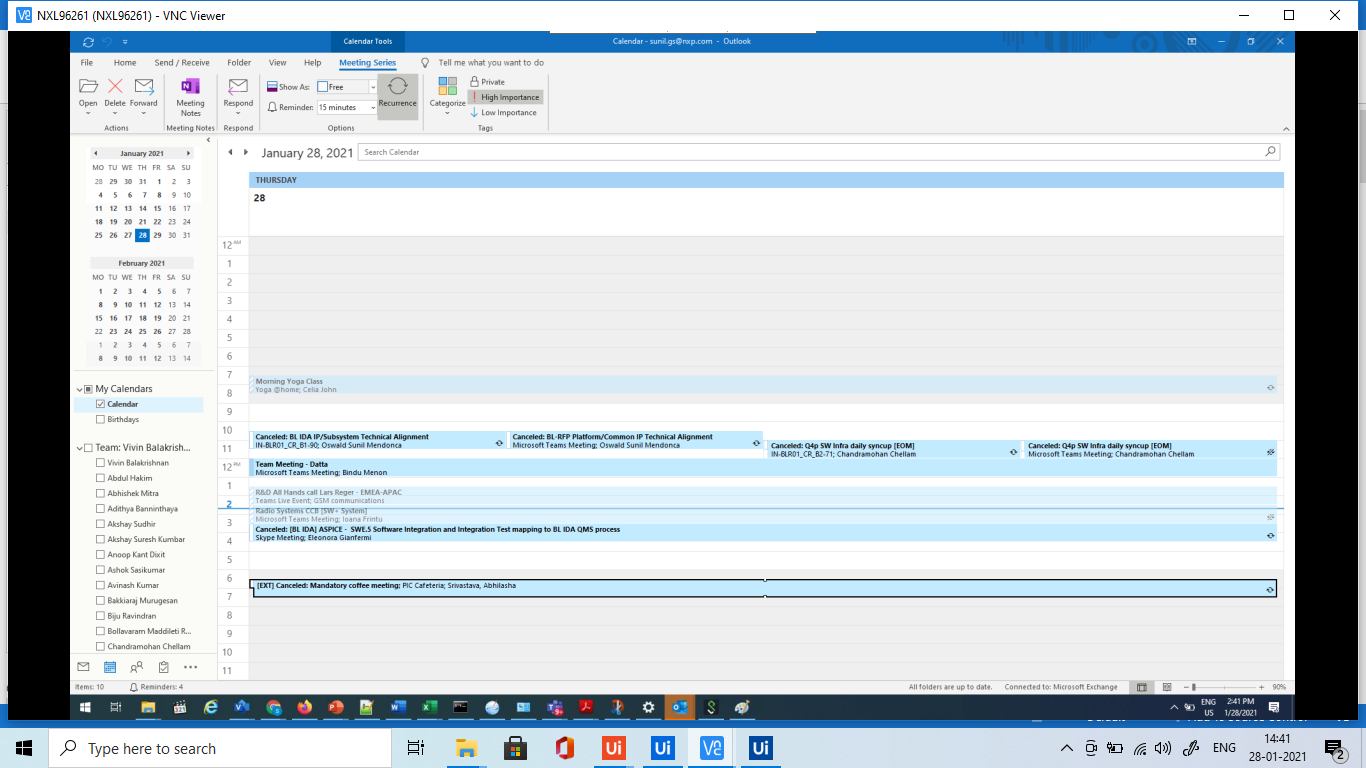 NXL96261 (NXL96261) - VNC Viewer
Calendar Tools
Calendar - sunil.gs@nxp.com - Outlook
File Home Send / Receive Folder View Help Meeting Series Tell me what you want to do
Open Delete Forward
Actions
Meeting Notes
Meeting Notes
Respond
Respond
Show As: Free
Reminder: 15 minutes
Recurrence
Options
Categorize
Private
High Importance
Low Importance
Tags
January 2021
MO TU WE TH FR SA SU
28 29 30 31 1 2 3
4 5 6 7 8 9 10
11 12 13 14 15 16 17
18 19 20 21 22 23 24
25 26 27 28 29 30 31
February 2021
MO TU WE TH FR SA SU
1 2 3 4 5 6 7
8 9 10 11 12 13 14
15 16 17 18 19 20 21
22 23 24 25 26 27 28
1 2 3 4 5 6 7
8 9 10 11 12 13 14
My Calendars
Calendar
Birthdays
Team: Vivin Balakrish...
Vivin Balakrishnan
Abdul Hakim
Abhishek Mitra
Adithya Banninthaya
Akshay Sudhir
Akshay Suresh Kumbar
Anoop Kant Dixit
Ashok Sasikumar
Avinash Kumar
Bakkiaraj Murugesan
Biju Ravindran
Bollavaram Maddileti R...
Chandramohan Chellam
January 28, 2021
Search Calendar
THURSDAY
28
12 AM
1
2
3
4
5
6
7
Morning Yoga Class
Yoga @home; Celia John
8
9
10
Canceled: BL IDA IP/Subsystem Technical Alignment
IN-BLR01_CR_B1-90; Oswald Sunil Mendonca
Canceled: BL-RFP Platform/Common IP Technical Alignment
Microsoft Teams Meeting; Oswald Sunil Mendonca
11
Canceled: Q4p SW Infra daily syncup [EOM]
IN-BLR01_CR_B2-71; Chandramohan Chellam
Canceled: Q4p SW Infra daily syncup [EOM]
Microsoft Teams Meeting; Chandramohan Chellam
12 PM
Team Meeting - Datta
Microsoft Teams Meeting; Bindu Menon
1
R&D All Hands call Lars Reger - EMEA-APAC
Teams Live Event; GSM communications
2
Radio Systems CCB [SW+ System]
Microsoft Teams Meeting; Ioana Frintu
3
Canceled: [BL IDA] ASPICE - SWE.5 Software Integration and Integration Test mapping to BL IDA QMS process
Skype Meeting; Eleonora Gianfermi
4
5
6
[EXT] Canceled: Mandatory coffee meeting; PIC Cafeteria; Srivastava, Abhilasha
7
8
9
10
11
Items: 10 Reminders: 4
All folders are up to date. Connected to: Microsoft Exchange 90%
ENG
US
2:41 PM
1/28/2021
Type here to search
ENG
14:41
28-01-2021
2